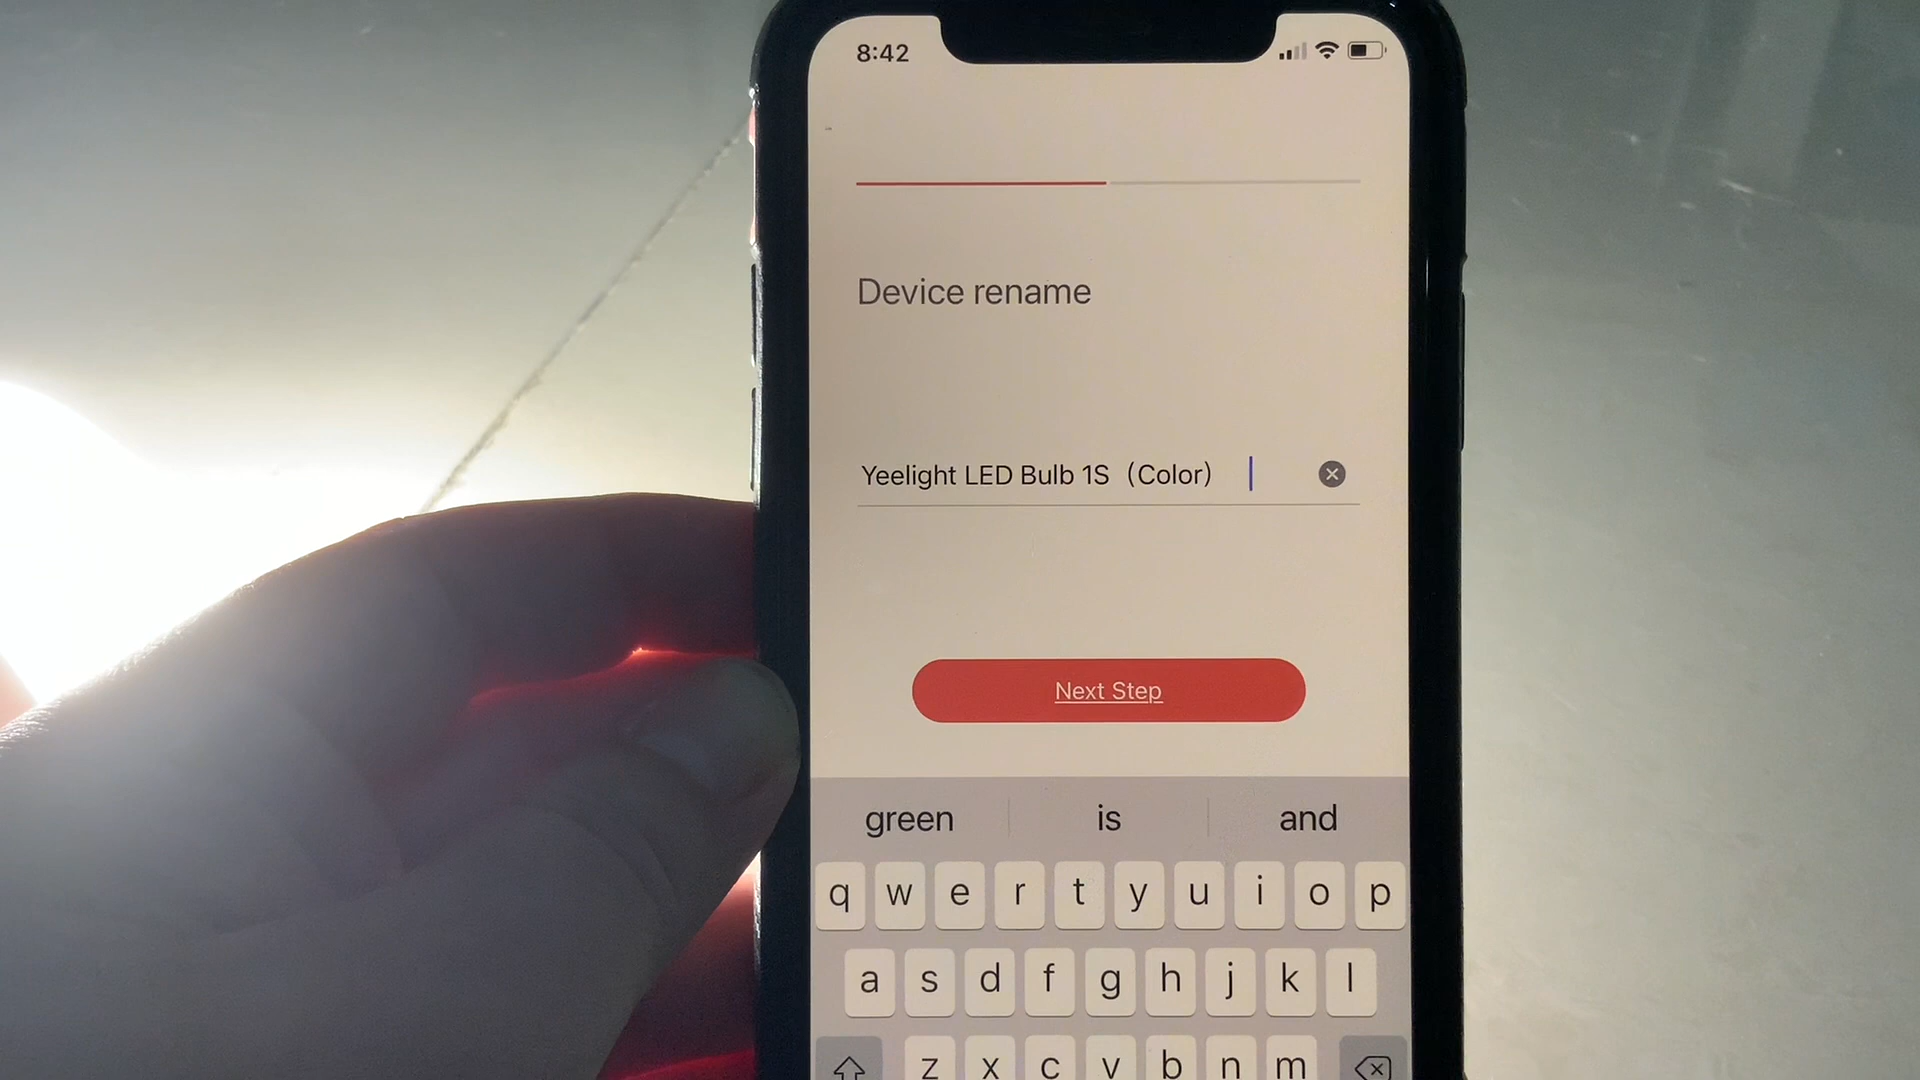 8:42
Device rename
Yeelight LED Bulb 1S（Color）
Next Step
green is and
q w e r t y u i o p
a s d f g h j k l
z x c v b n m